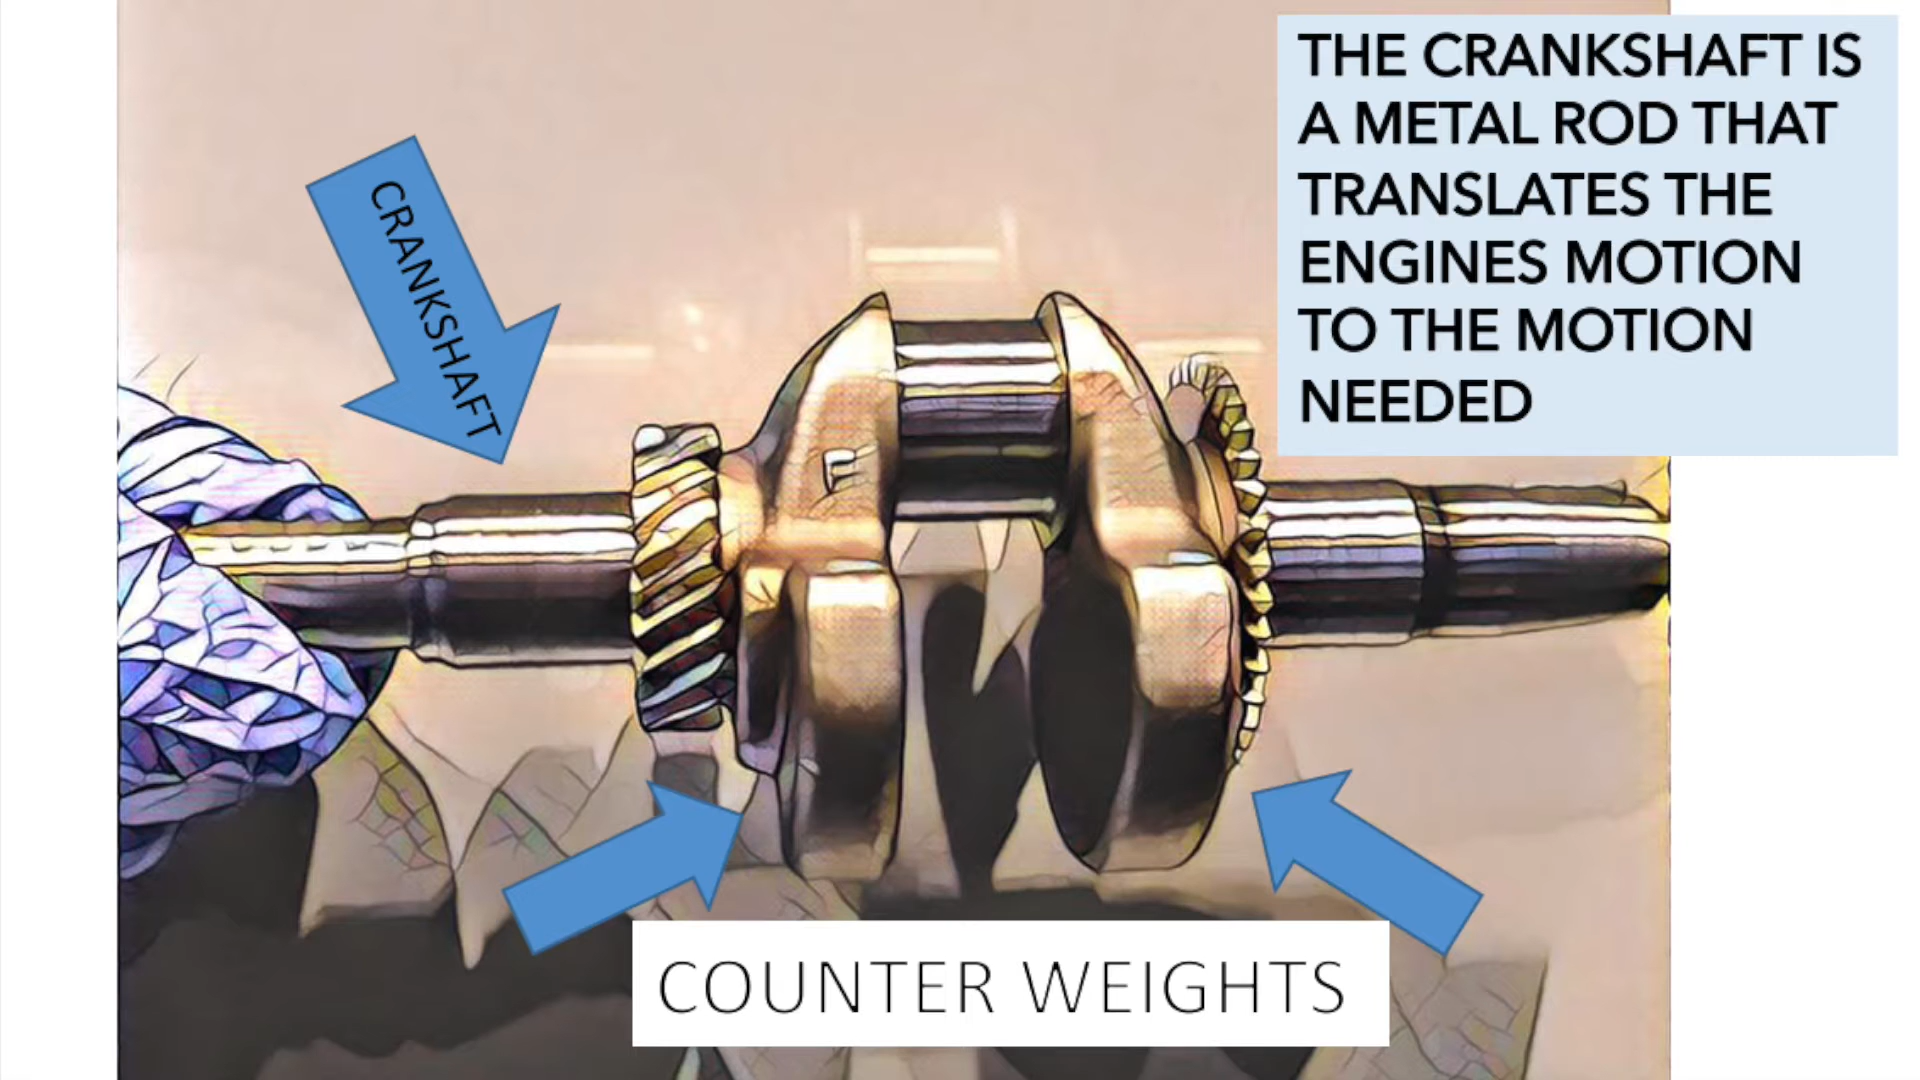 THE CRANKSHAFT IS
A METAL ROD THAT
TRANSLATES THE
ENGINES MOTION
TO THE MOTION
NEEDED
CRANKSHAFT
F
COUNTER WEIGHTS